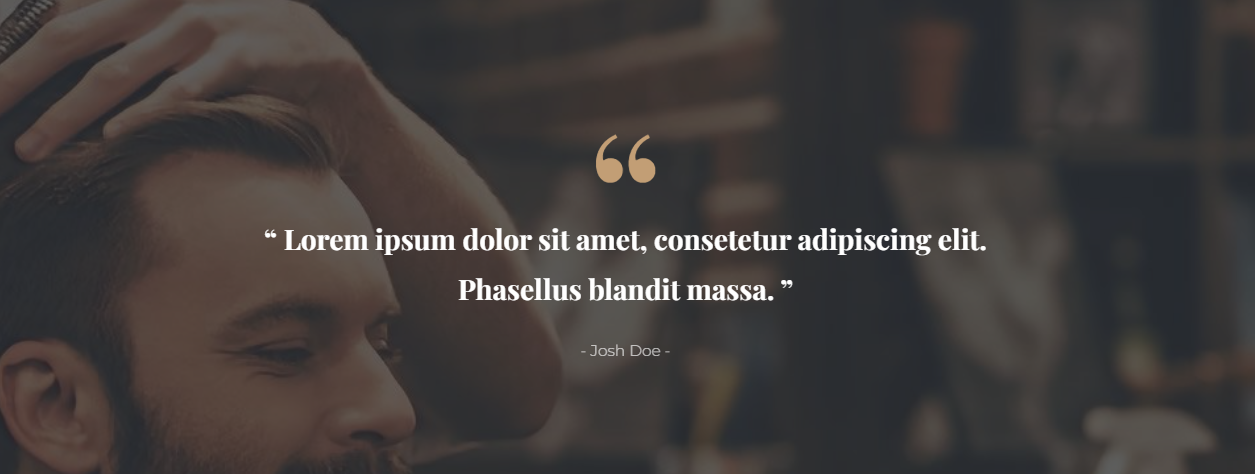 “
“ Lorem ipsum dolor sit amet, consetetur adipiscing elit.
Phasellus blandit massa. ”
- Josh Doe -